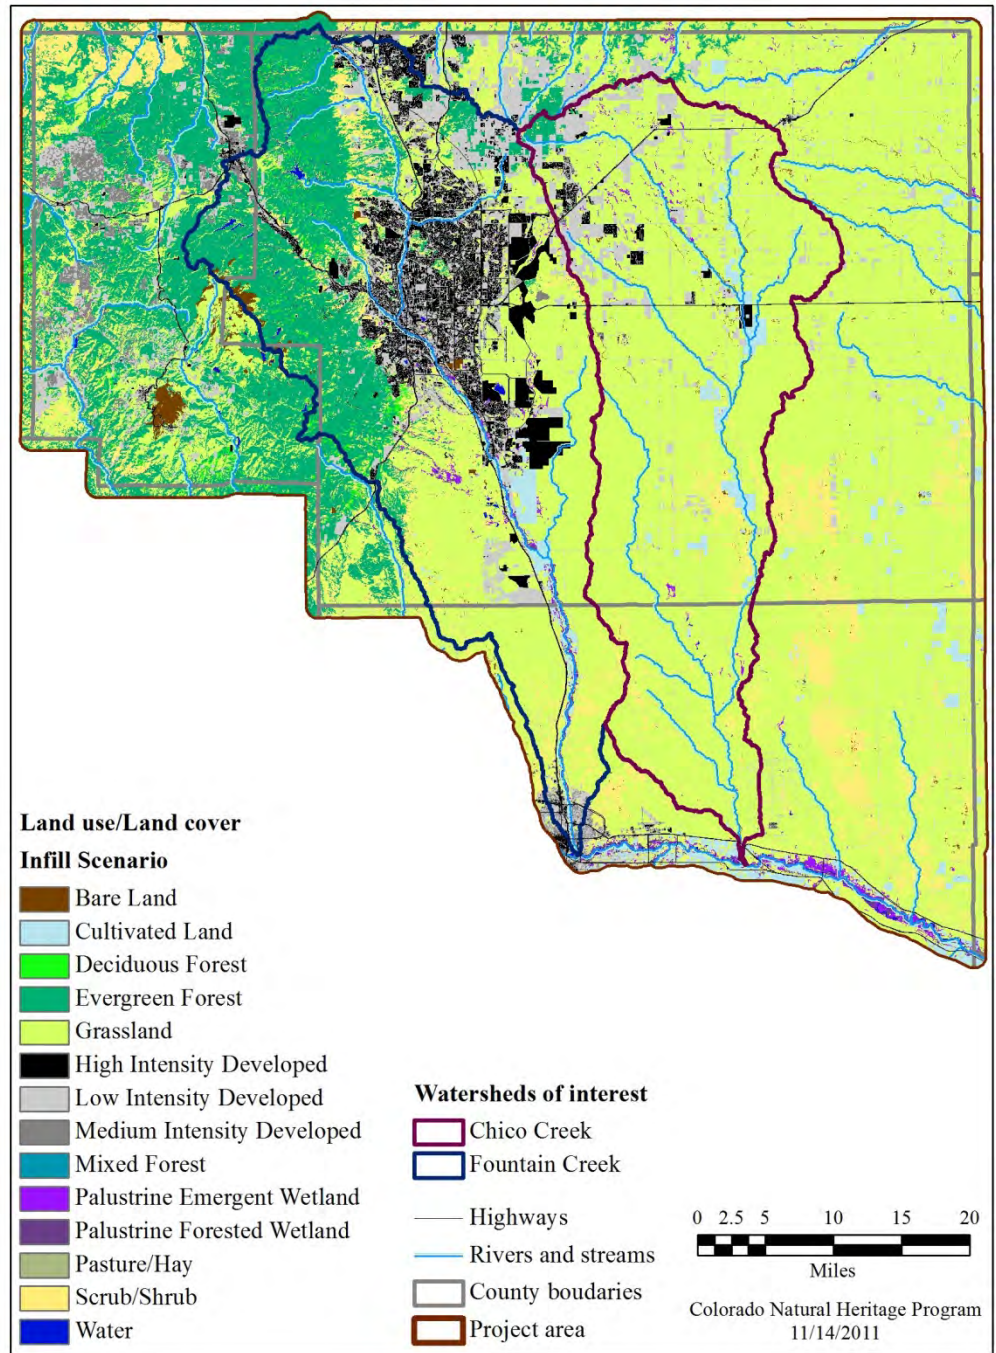 Land use/Land cover
Infill Scenario
Bare Land
Cultivated Land
Deciduous Forest
Evergreen Forest
Grassland
High Intensity Developed
Low Intensity Developed
Medium Intensity Developed
Mixed Forest
Palustrine Emergent Wetland
Palustrine Forested Wetland
Pasture/Hay
Scrub/Shrub
Water
Watersheds of interest
Chico Creek
Fountain Creek
Highways
Rivers and streams
County boudaries
Project area
0 2.5 5 10 15 20
Miles
Colorado Natural Heritage Program
11/14/2011